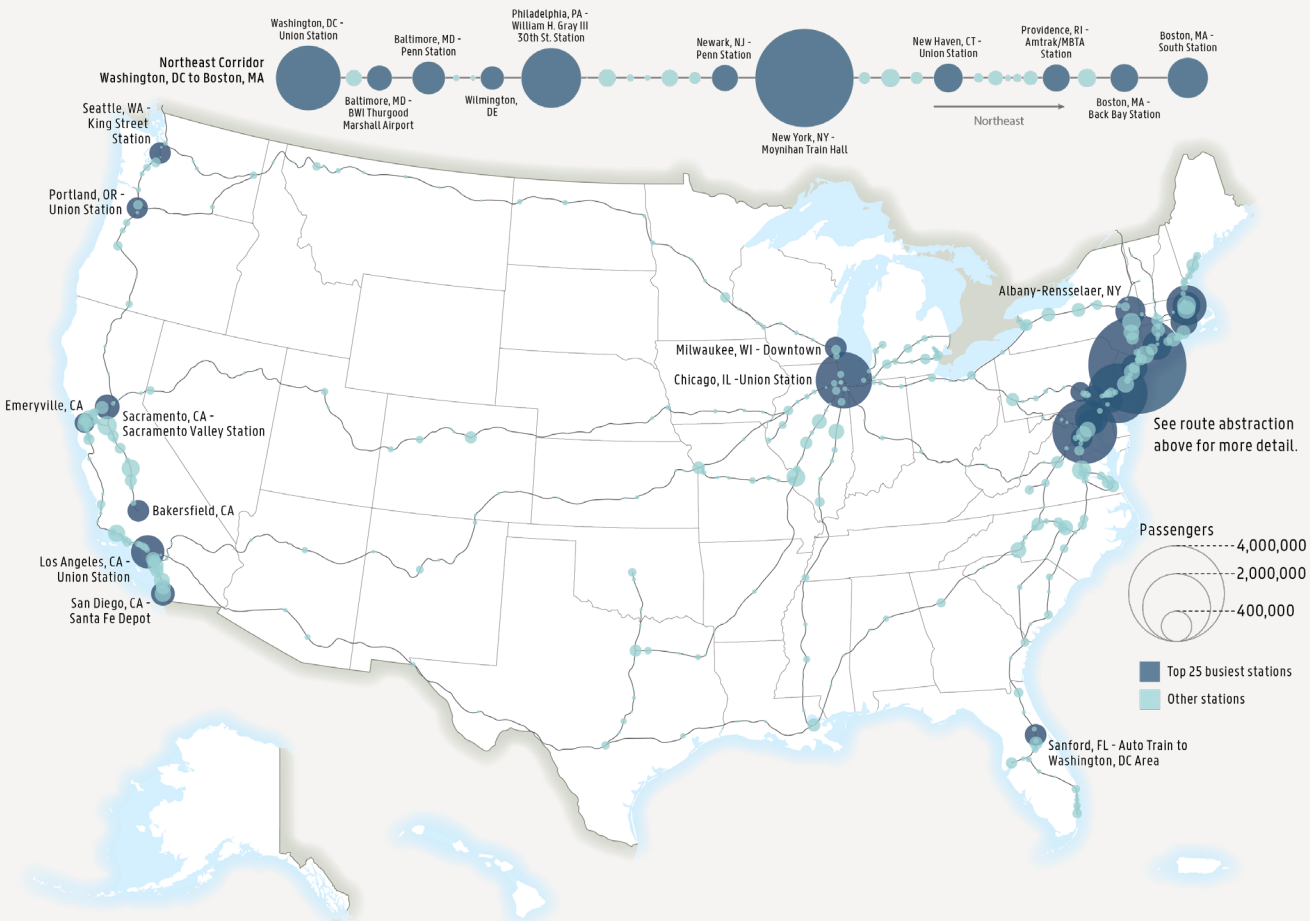 Northeast Corridor
Washington, DC to Boston, MA
Washington, DC -
Union Station
Baltimore, MD -
BWI Thurgood
Marshall Airport
Baltimore, MD -
Penn Station
Wilmington,
DE
Philadelphia, PA -
William H. Gray III
30th St. Station
Newark, NJ -
Penn Station
New York, NY -
Moynihan Train Hall
New Haven, CT -
Union Station
Northeast
Providence, RI -
Amtrak/MBTA
Station
Boston, MA -
Back Bay Station
Boston, MA -
South Station
Seattle, WA -
King Street
Station
Portland, OR -
Union Station
Albany-Rensselaer, NY
Milwaukee, WI - Downtown
Chicago, IL -Union Station
Emeryville, CA
Sacramento, CA -
Sacramento Valley Station
See route abstraction
above for more detail.
Bakersfield, CA
Los Angeles, CA -
Union Station
San Diego, CA -
Santa Fe Depot
Passengers
4,000,000
2,000,000
400,000
Top 25 busiest stations
Other stations
Sanford, FL - Auto Train to
Washington, DC Area